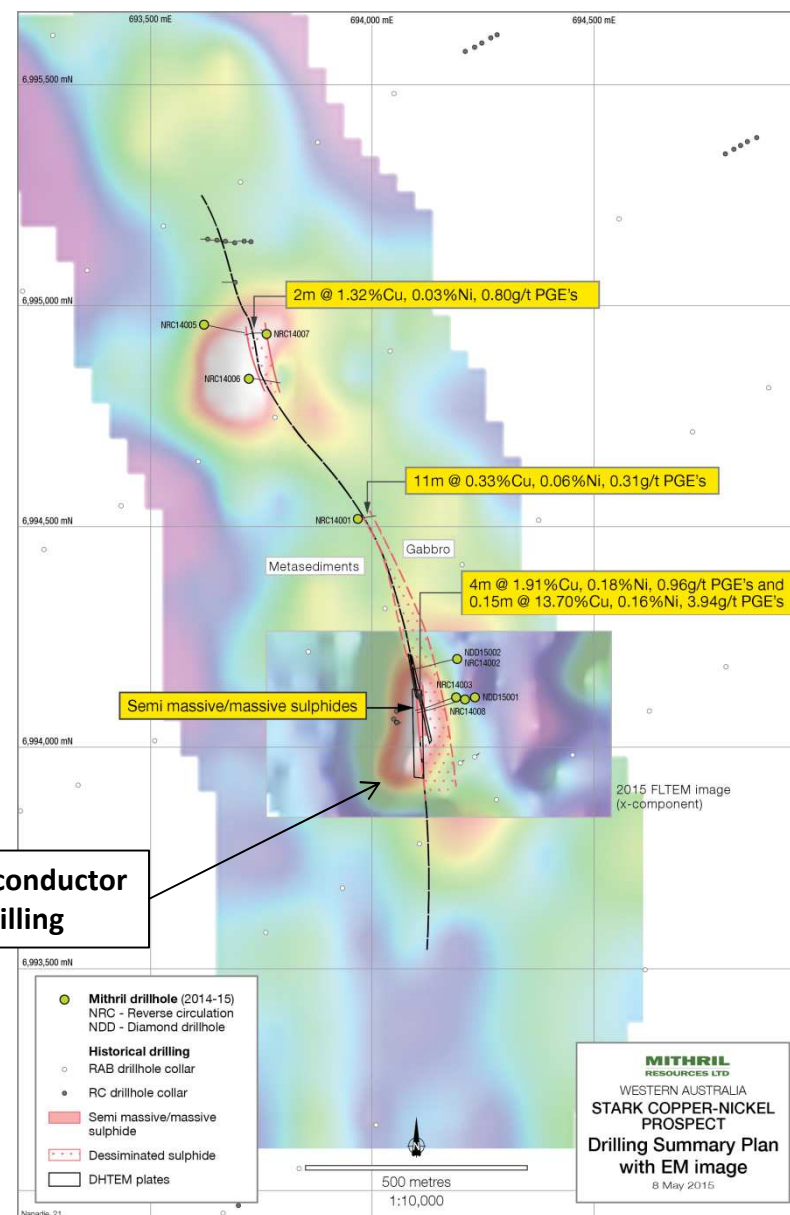 693,500 mE
694,000 mE
694,500 mE
6,995,500 mN
6,995,000 mN
2m @ 1.32%Cu, 0.03%Ni, 0.80g/t PGE's
NRC14005
NRC14007
NRC14006
11m @ 0.33%Cu, 0.06%Ni, 0.31g/t PGE's
6,994,500 mN
NRC14001
Gabbro
Metasediments
4m @ 1.91%Cu, 0.18%Ni, 0.96g/t PGE's and
0.15m @ 13.70%Cu, 0.16%Ni, 3.94g/t PGE's
NDD15002
NRC14002
NRC14003
NDD15001
NRC14008
Semi massive/massive sulphides
6,994,000 mN
2015 FLTEM image
(x-component)
conductor
illing
6,993,500 mN
Mithril drillhole (2014-15)
NRC - Reverse circulation
NDD - Diamond drillhole
Historical drilling
RAB drillhole collar
RC drillhole collar
Semi massive/massive
sulphide
Dessiminated sulphide
DHTEM plates
N
500 metres
1:10,000
MITHRIL
RESOURCES LTD
WESTERN AUSTRALIA
STARK COPPER-NICKEL
PROSPECT
Drilling Summary Plan
with EM image
8 May 2015